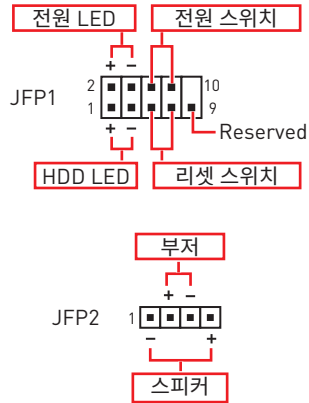 전원 LED 전원 스위치
+ −
2 10
JFP1
1 9
+ − Reserved
HDD LED 리셋 스위치
부저
+ −
JFP2 1
− +
스피커